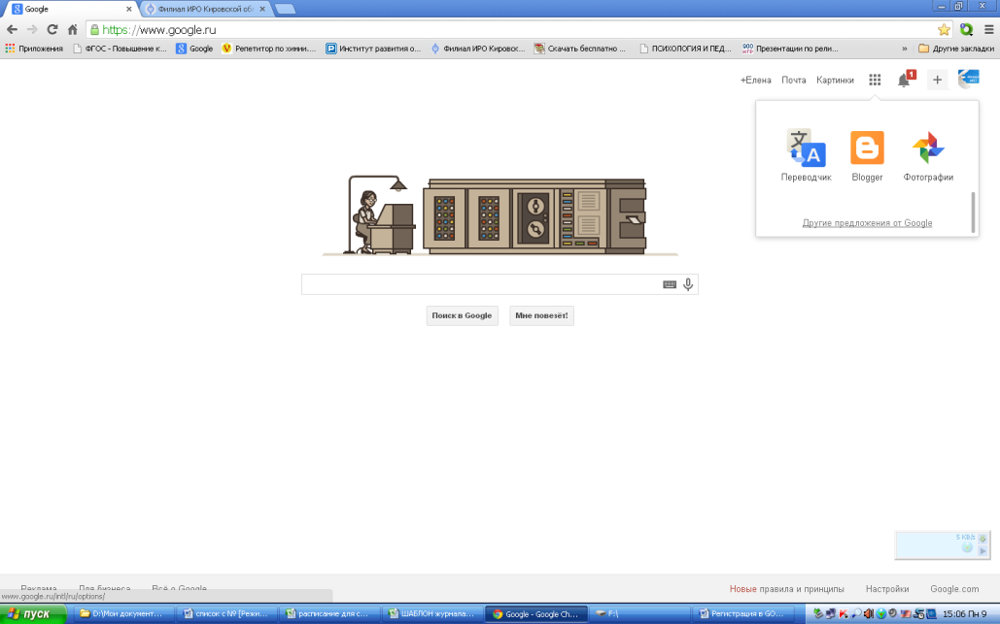 Google
Филиал ИРО Кировской об
https://www.google.ru
Приложения
ФГОС - Повышение к...
Google
Репетитор по химии....
Институт развития о...
Филиал ИРО Кировск...
Скачать бесплатно ...
ПСИХОЛОГИЯ И ПЕД...
Презентации по рели...
»
Другие закладки
+Елена
Почта
Картинки
1
Переводчик
Blogger
Фотографии
Другие предложения от Google
Поиск в Google
Мне повезёт!
5 KB/s
Реклама
Для бизнеса
Всё о Google
www.google.ru/intl/ru/options/
Новые правила и принципы
Настройки
Google.com
пуск
D:\Мои документ...
список с № [Режи...
расписание для с...
ШАБЛОН журнала...
Google - Google Ch...
F:\
Регистрация в GO...
15:06 Пн 9